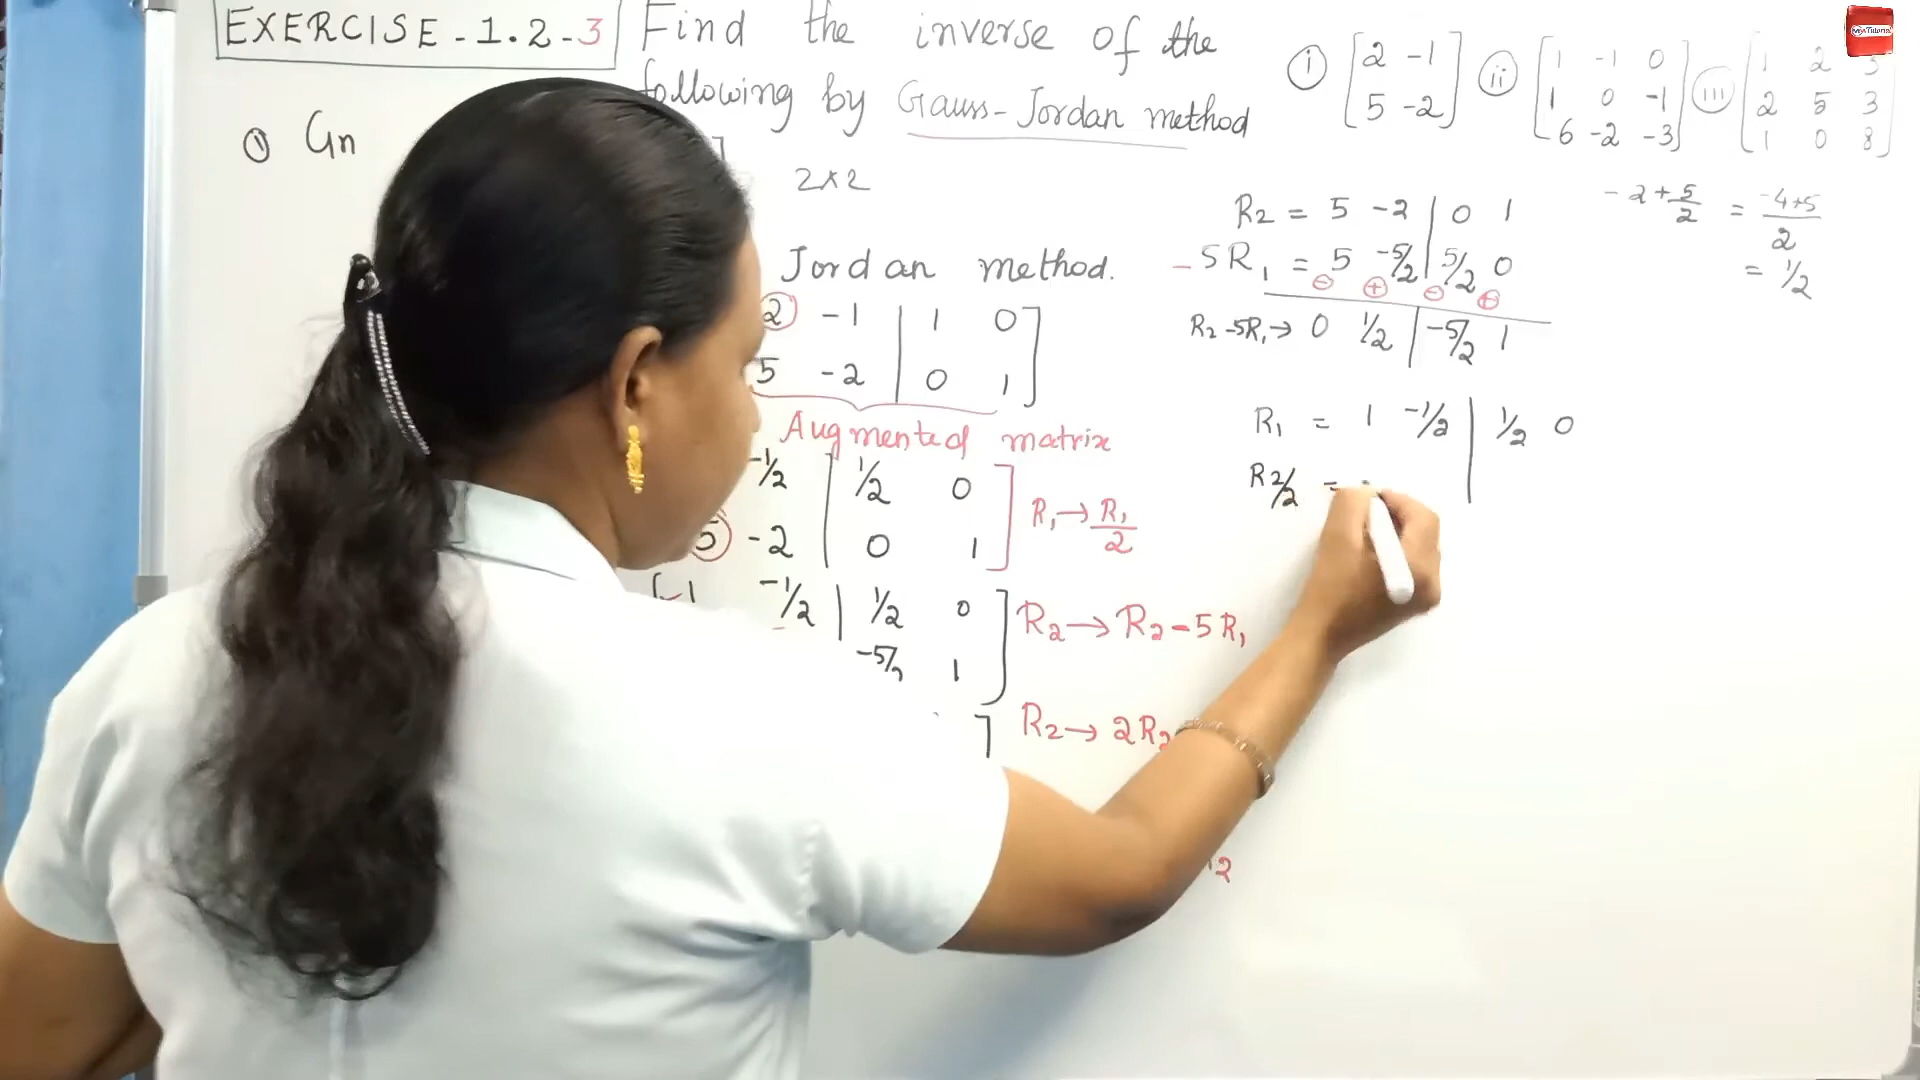 EXERCISE - 1.2 - 3
Find the inverse of the
following by Gauss-Jordan method
(i) [2 -1
5 -2]
(ii) [1 -1 0
1 0 -1
6 -2 -3]
(iii) [1 2 5
2 5 3
1 0 8]
① Gn
2×2
Jordan method.
2 -1 | 1 0
5 -2 | 0 1]
Augmented matrix
-1/2 | 1/2 0
5 -2 | 0 1] R₁→R₁/2
-1/2 | 1/2 0
-5/2 1] R₂→R₂-5R₁
] R₂→2R₂
2
R₂ = 5 -2 | 0 1
-5R₁ = 5 -5/2 | 5/2 0
⊖ ⊕ ⊖ ⊕
R₂-5R₁→ 0 1/2 | -5/2 1
-2+5/2 = -4+5/2
= 1/2
R₁ = 1 -1/2 | 1/2 0
R2/2 =